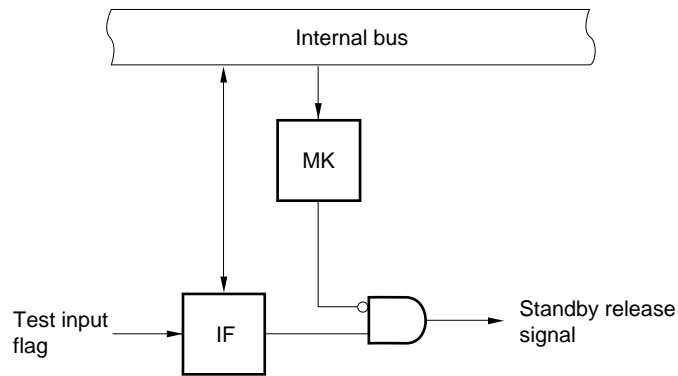 Internal bus
MK
Test input
flag
IF
Standby release
signal